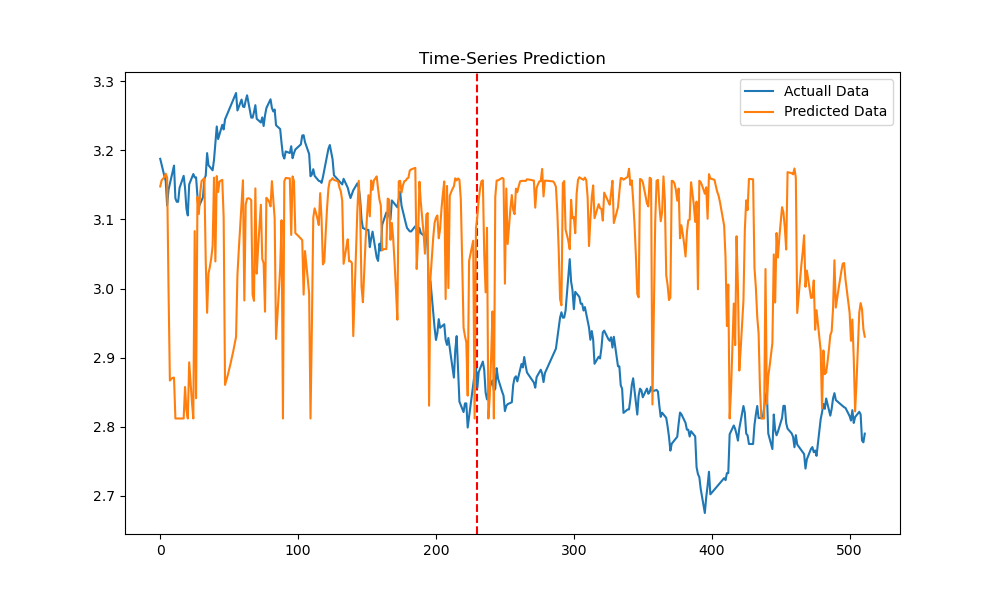 Time-Series Prediction
Actuall Data
Predicted Data
3.3
3.2
3.1
3.0
2.9
2.8
2.7
0 100 200 300 400 500